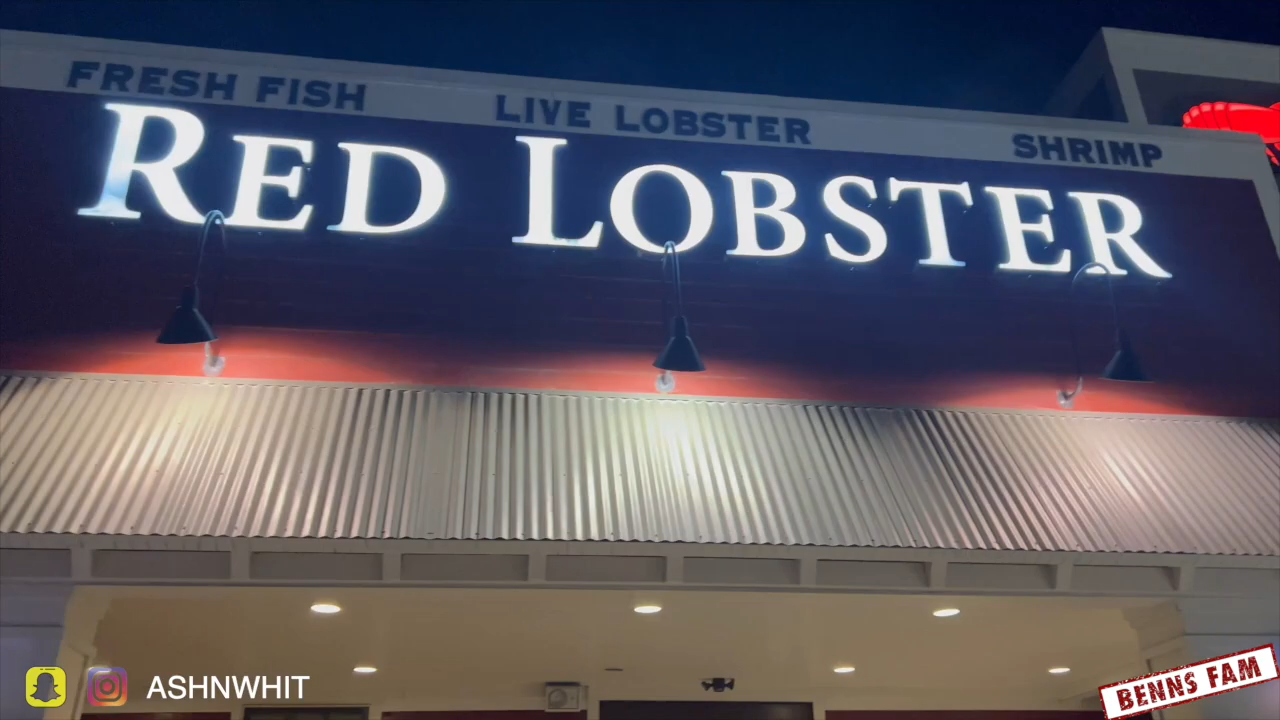 FRESH FISH LIVE LOBSTER SHRIMP
RED LOBSTER
ASHNWHIT
BENNS FAM